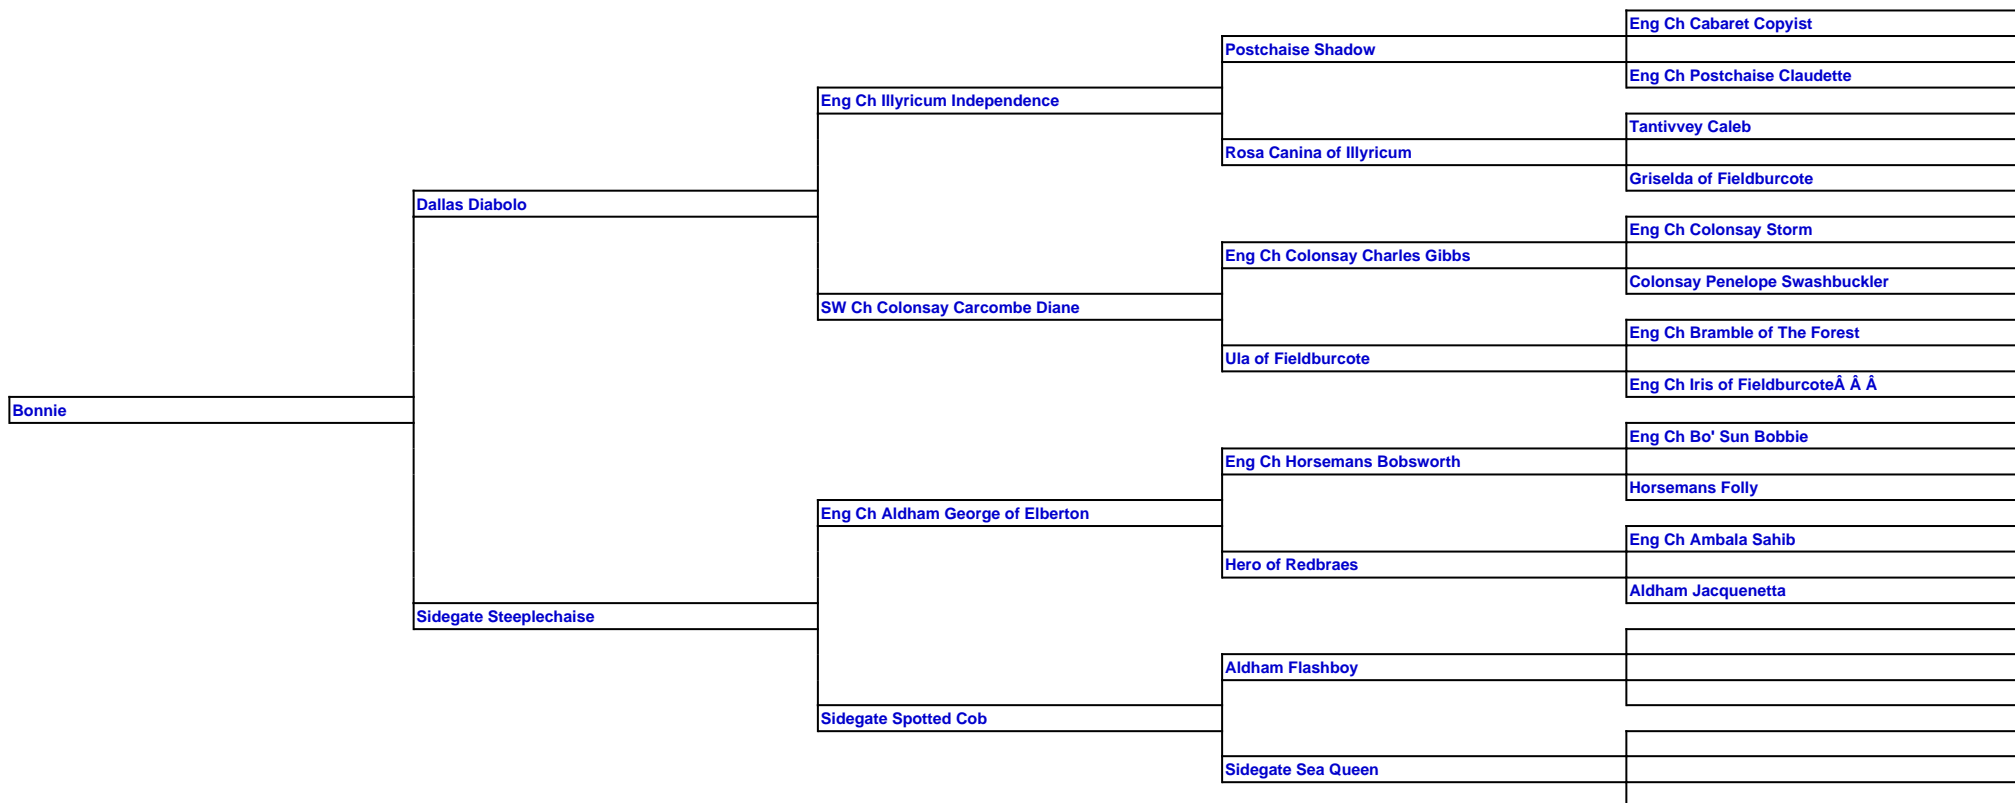 Eng Ch Cabaret Copyist
Postchaise Shadow
Eng Ch Postchaise Claudette
Eng Ch Illyricum Independence
Tantivvey Caleb
Rosa Canina of Illyricum
Griselda of Fieldburcote
Dallas Diabolo
Eng Ch Colonsay Storm
Eng Ch Colonsay Charles Gibbs
Colonsay Penelope Swashbuckler
SW Ch Colonsay Carcombe Diane
Eng Ch Bramble of The Forest
Ula of Fieldburcote
Eng Ch Iris of FieldburcoteÂ Â Â
Bonnie
Eng Ch Bo' Sun Bobbie
Eng Ch Horsemans Bobsworth
Horsemans Folly
Eng Ch Aldham George of Elberton
Eng Ch Ambala Sahib
Hero of Redbraes
Aldham Jacquenetta
Sidegate Steeplechaise
Aldham Flashboy
Sidegate Spotted Cob
Sidegate Sea Queen